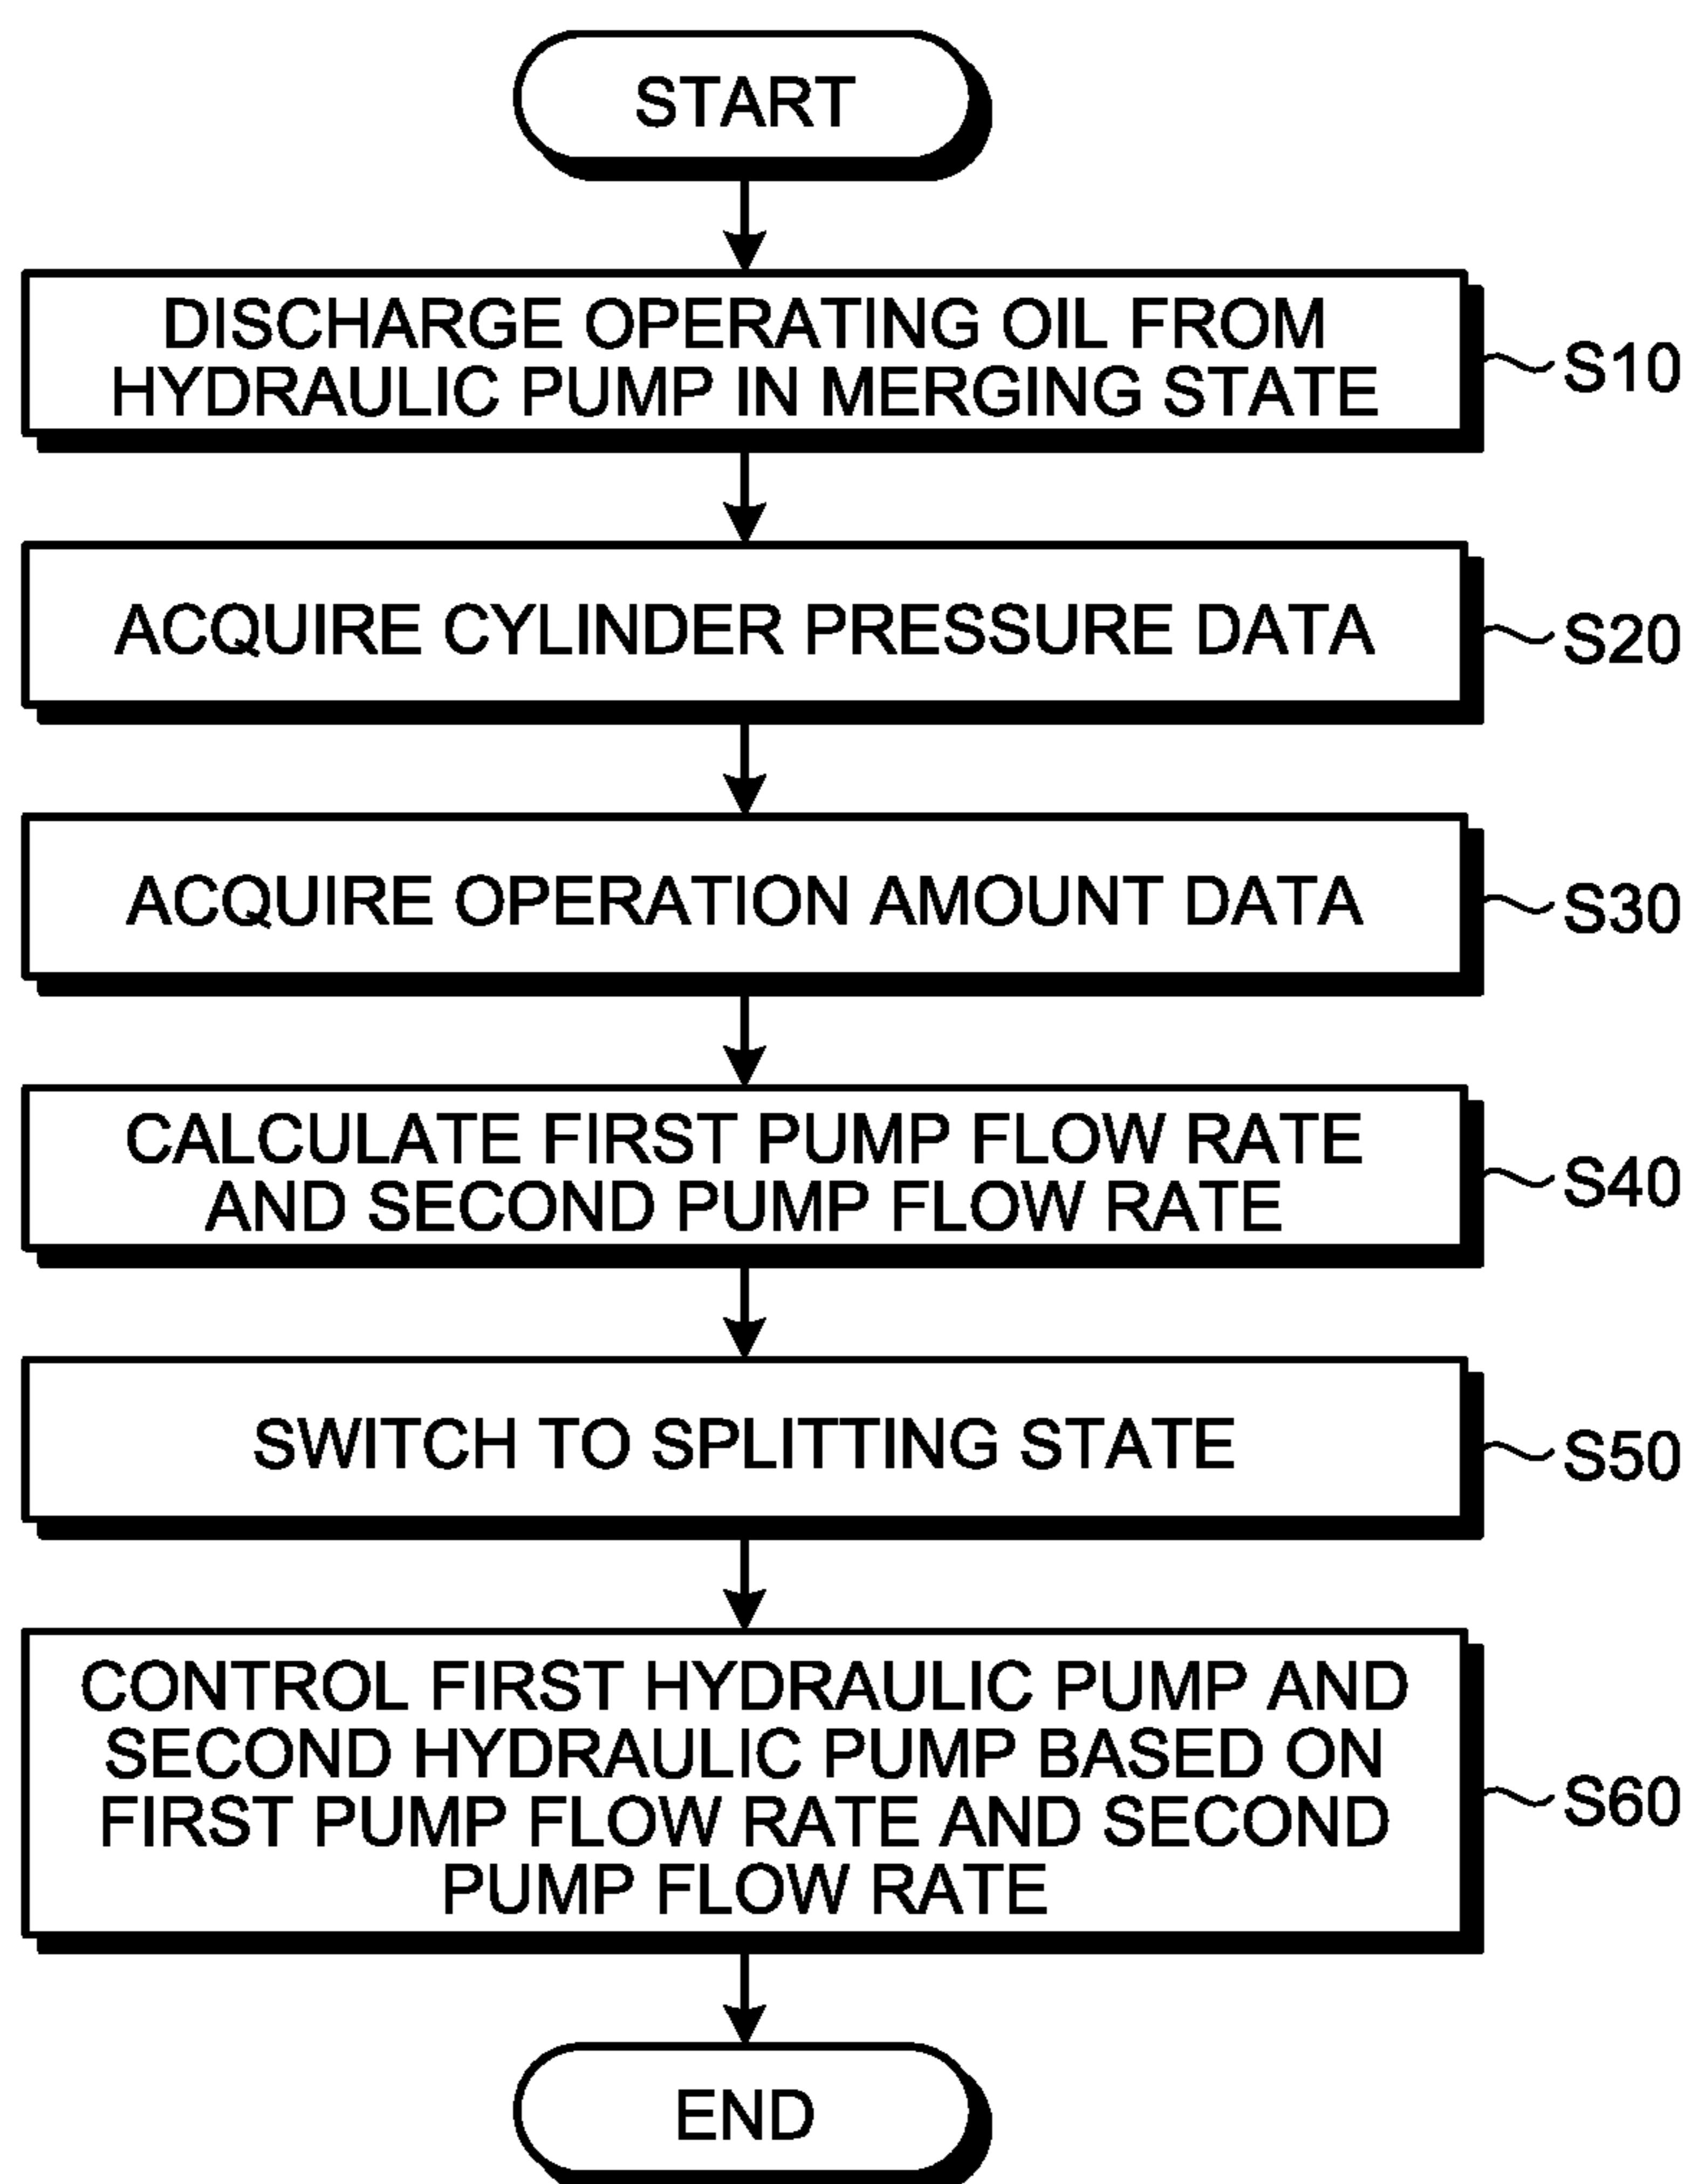 START
DISCHARGE OPERATING OIL FROM
HYDRAULIC PUMP IN MERGING STATE
S10
ACQUIRE CYLINDER PRESSURE DATA
S20
ACQUIRE OPERATION AMOUNT DATA
S30
CALCULATE FIRST PUMP FLOW RATE
AND SECOND PUMP FLOW RATE
S40
SWITCH TO SPLITTING STATE
S50
CONTROL FIRST HYDRAULIC PUMP AND
SECOND HYDRAULIC PUMP BASED ON
FIRST PUMP FLOW RATE AND SECOND
PUMP FLOW RATE
S60
END